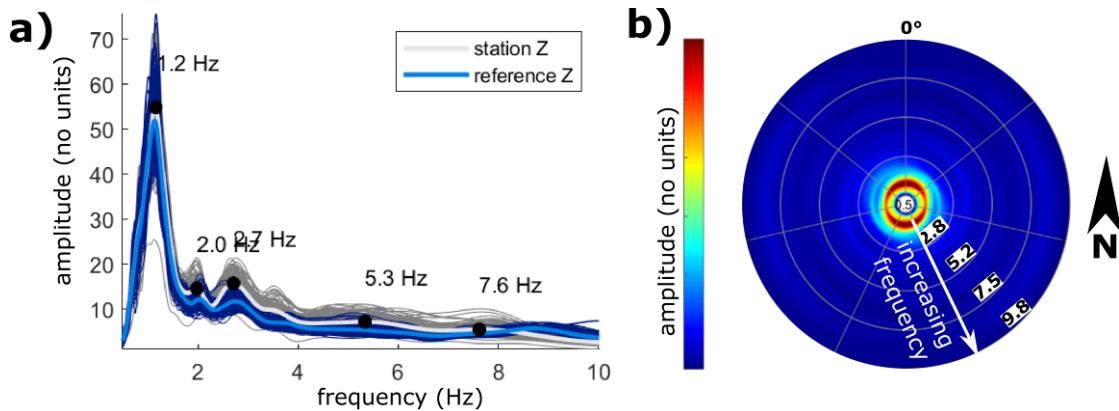 a)
amplitude (no units)
70
60
50
40
30
20
10
2
4
6
8
10
frequency (Hz)
1.2 Hz
2.0 Hz
2.7 Hz
5.3 Hz
7.6 Hz
station Z
reference Z
b)
amplitude (no units)
0°
0.5
2.8
5.2
7.5
9.8
increasing
frequency
N